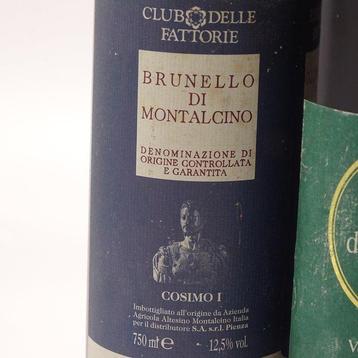 CLUB DELLE
FATTORIE
BRUNELLO
DI
MONTALCINO
DENOMINAZIONE DI
ORIGINE CONTROLLATA
E GARANTITA
COSIMO I
Imbottigliato all'origine da Azienda
Agricola Altesino Montalcino Italia
per il distributore S.A. s.r.l. Pienza
750 ml e 12,5% vol.
d
V